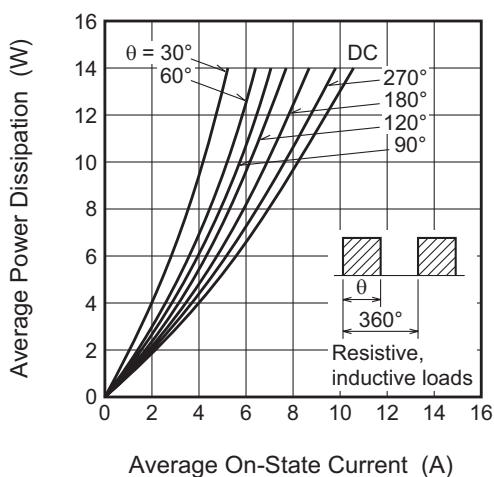 Average Power Dissipation (W)
16
14
12
10
8
6
4
2
0
θ = 30°
60°
DC
270°
180°
120°
90°
θ
360°
Resistive,
inductive loads
0 2 4 6 8 10 12 14 16
Average On-State Current (A)